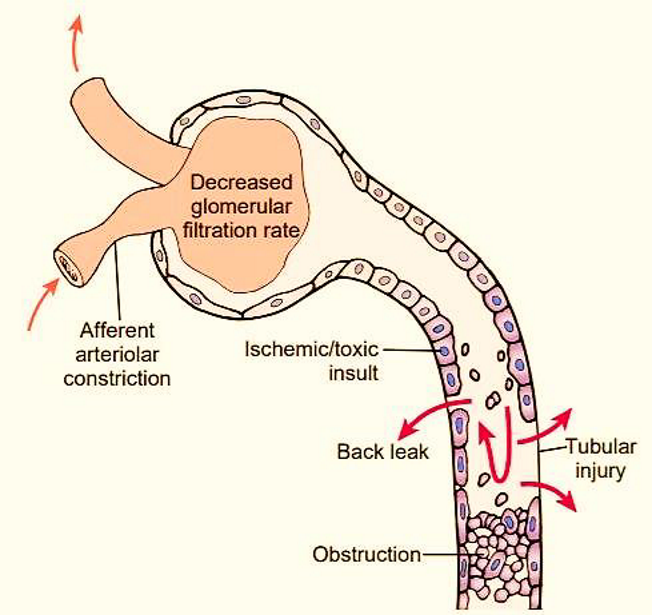 Decreased
glomerular
filtration rate
Afferent
arteriolar
constriction
Ischemic/toxic
insult
Back leak
Tubular
injury
Obstruction